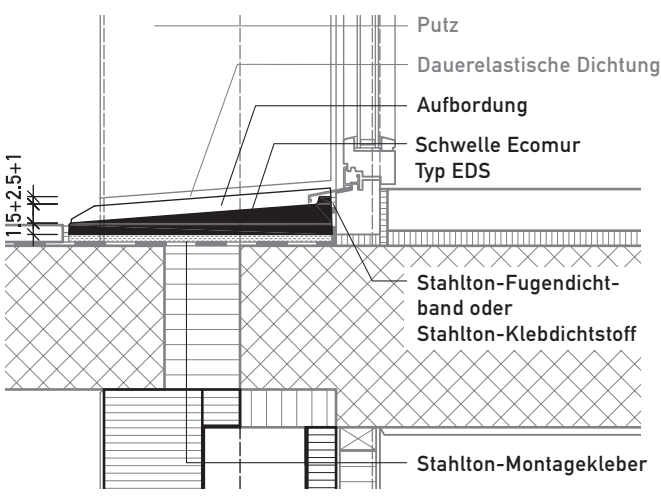 Putz
Dauerelastische Dichtung
Aufbordung
Schwelle Ecomur
Typ EDS
1.5+2.5+1
Stahlton-Fugendicht-
band oder
Stahlton-Klebdichtstoff
Stahlton-Montagekleber